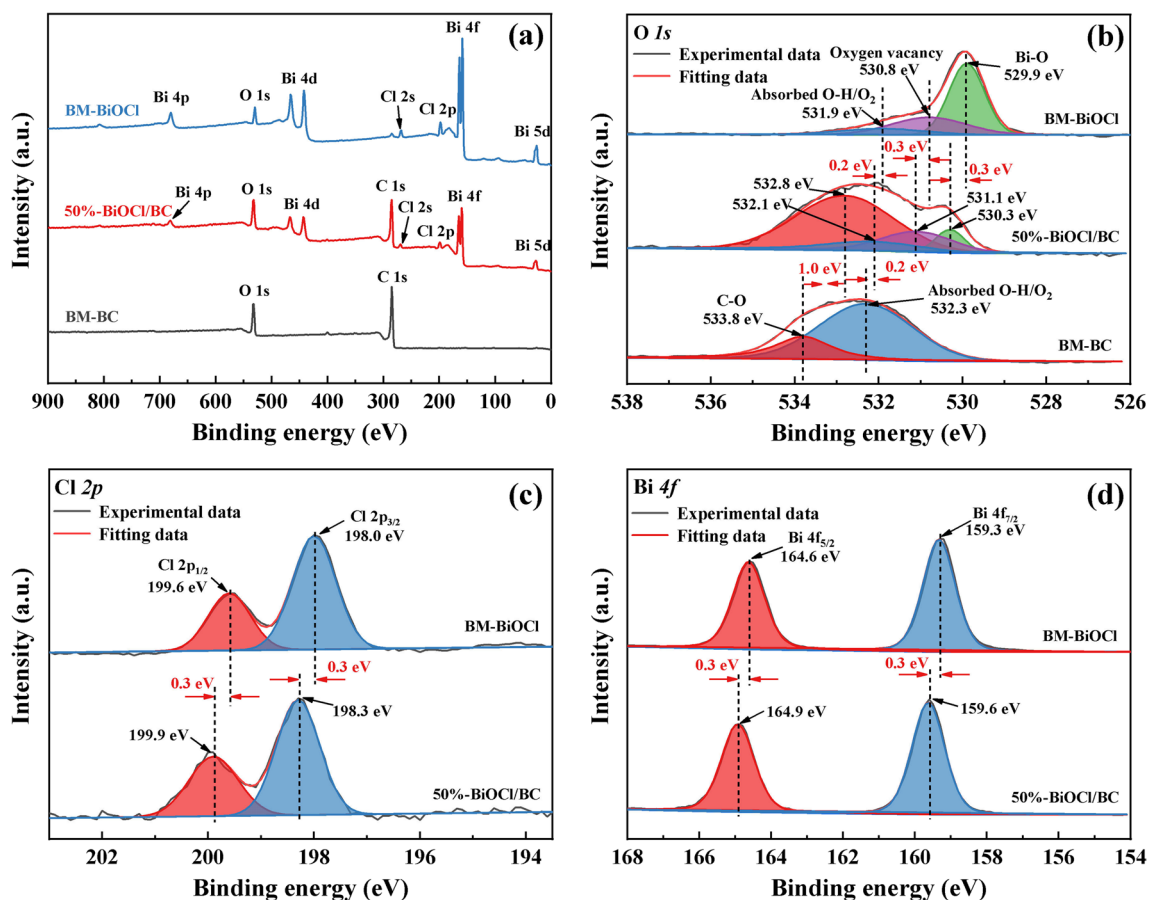 (a)
Bi 4f
BM-BiOCl
Bi 4p
O 1s
Bi 4d
Cl 2s
Cl 2p
Bi 5d
50%-BiOCl/BC
Bi 4p
O 1s
Bi 4d
C 1s
Cl 2s
Cl 2p
Bi 4f
Bi 5d
BM-BC
O 1s
C 1s
Intensity (a.u.)
900 800 700 600 500 400 300 200 100 0
Binding energy (eV)
O 1s
(b)
Experimental data
Fitting data
Oxygen vacancy
530.8 eV
Bi-O
529.9 eV
Absorbed O-H/O2
531.9 eV
BM-BiOCl
0.3 eV
0.2 eV
0.3 eV
532.8 eV
532.1 eV
531.1 eV
530.3 eV
50%-BiOCl/BC
1.0 eV
0.2 eV
C-O
533.8 eV
Absorbed O-H/O2
532.3 eV
BM-BC
Intensity (a.u.)
538 536 534 532 530 528 526
Binding energy (eV)
Cl 2p
(c)
Experimental data
Fitting data
Cl 2p3/2
198.0 eV
Cl 2p1/2
199.6 eV
BM-BiOCl
0.3 eV
0.3 eV
199.9 eV
198.3 eV
50%-BiOCl/BC
Intensity (a.u.)
202 200 198 196 194
Binding energy (eV)
Bi 4f
(d)
Experimental data
Fitting data
Bi 4f5/2
164.6 eV
Bi 4f7/2
159.3 eV
BM-BiOCl
0.3 eV
0.3 eV
164.9 eV
159.6 eV
50%-BiOCl/BC
Intensity (a.u.)
168 166 164 162 160 158 156 154
Binding energy (eV)